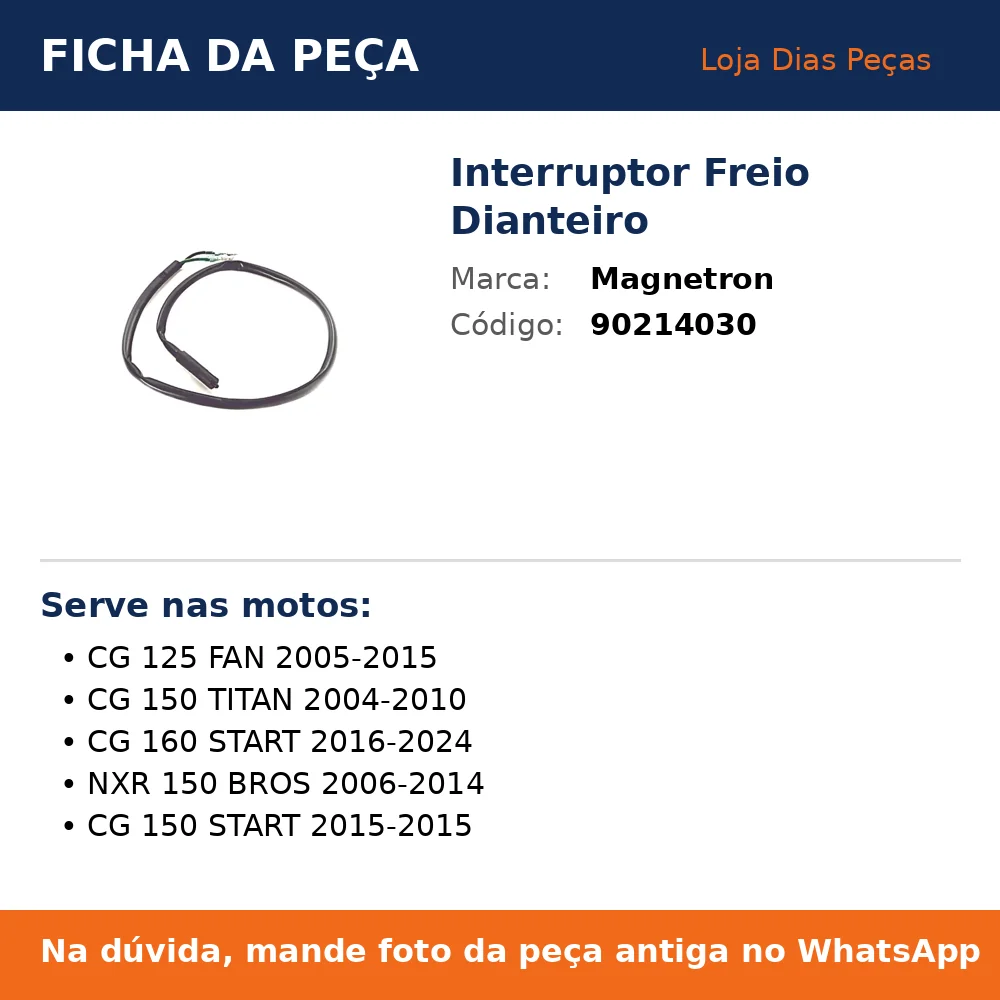 FICHA DA PEÇA
Loja Dias Peças
Interruptor Freio
Dianteiro
Marca: Magnetron
Código: 90214030
Serve nas motos:
• CG 125 FAN 2005-2015
• CG 150 TITAN 2004-2010
• CG 160 START 2016-2024
• NXR 150 BROS 2006-2014
• CG 150 START 2015-2015
Na dúvida, mande foto da peça antiga no WhatsApp